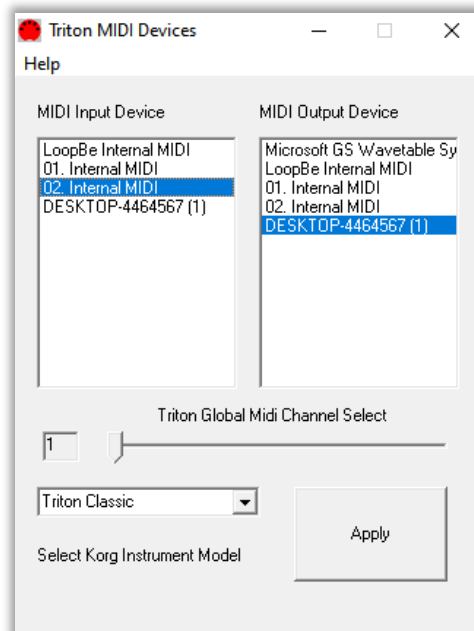 Triton MIDI Devices
Help
MIDI Input Device
LoopBe Internal MIDI
01. Internal MIDI
02. Internal MIDI
DESKTOP-4464567 (1)
MIDI Output Device
Microsoft GS Wavetable Sy
LoopBe Internal MIDI
01. Internal MIDI
02. Internal MIDI
DESKTOP-4464567 (1)
Triton Global Midi Channel Select
1
Triton Classic
Select Korg Instrument Model
Apply